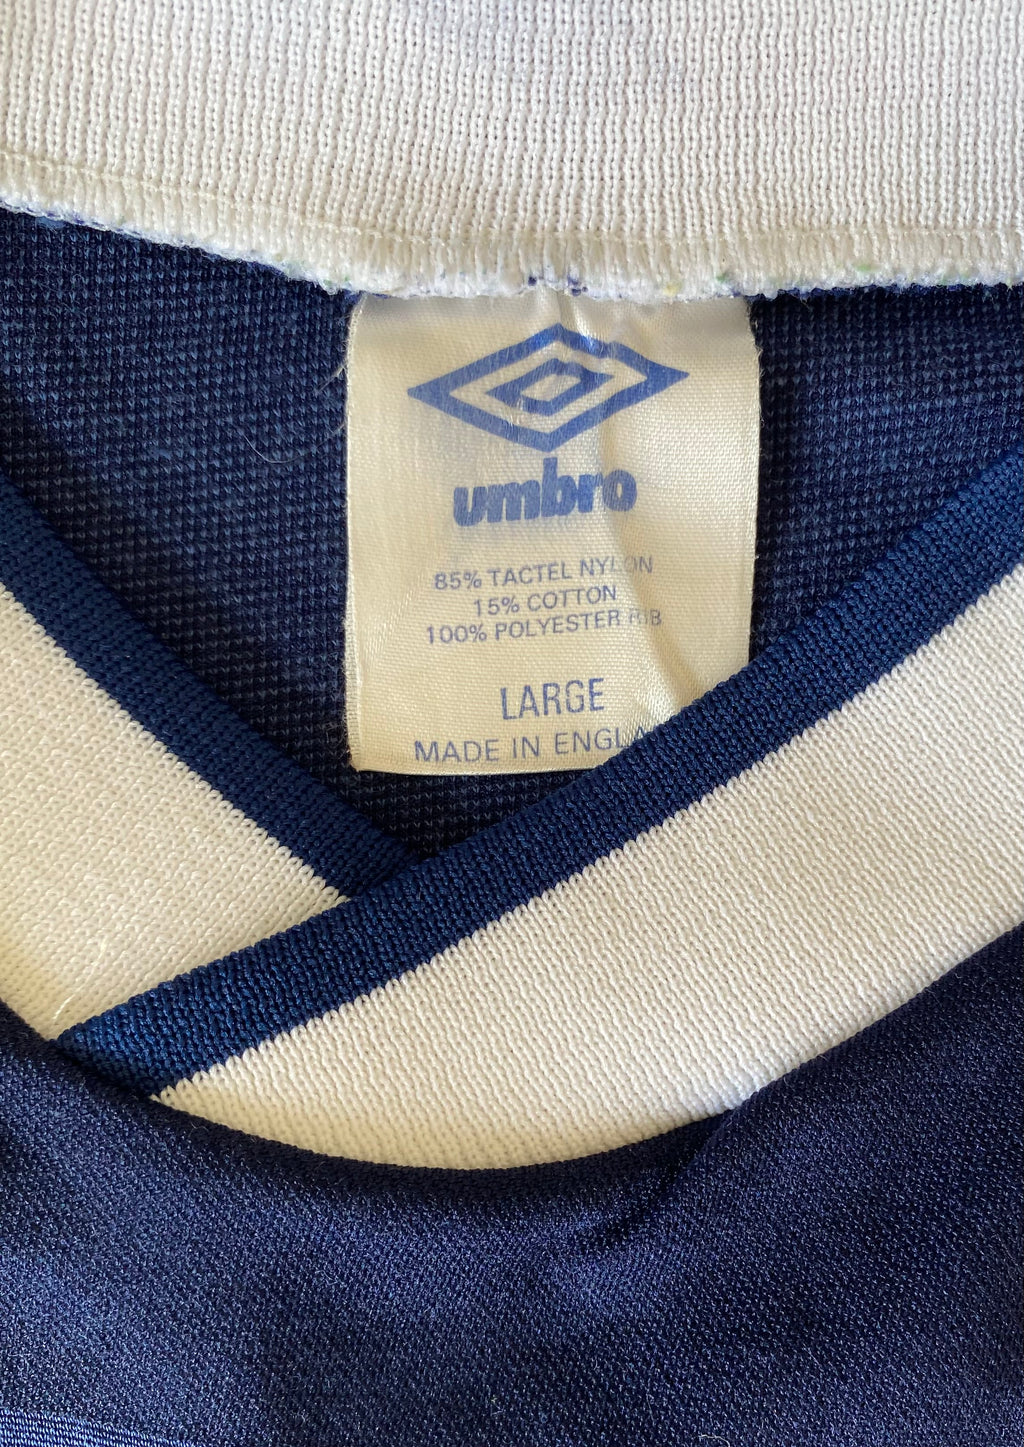 umbro
85% TACTEL NYLON
15% COTTON
100% POLYESTER RIB
LARGE
MADE IN ENGLA